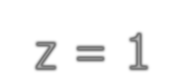 z = 1